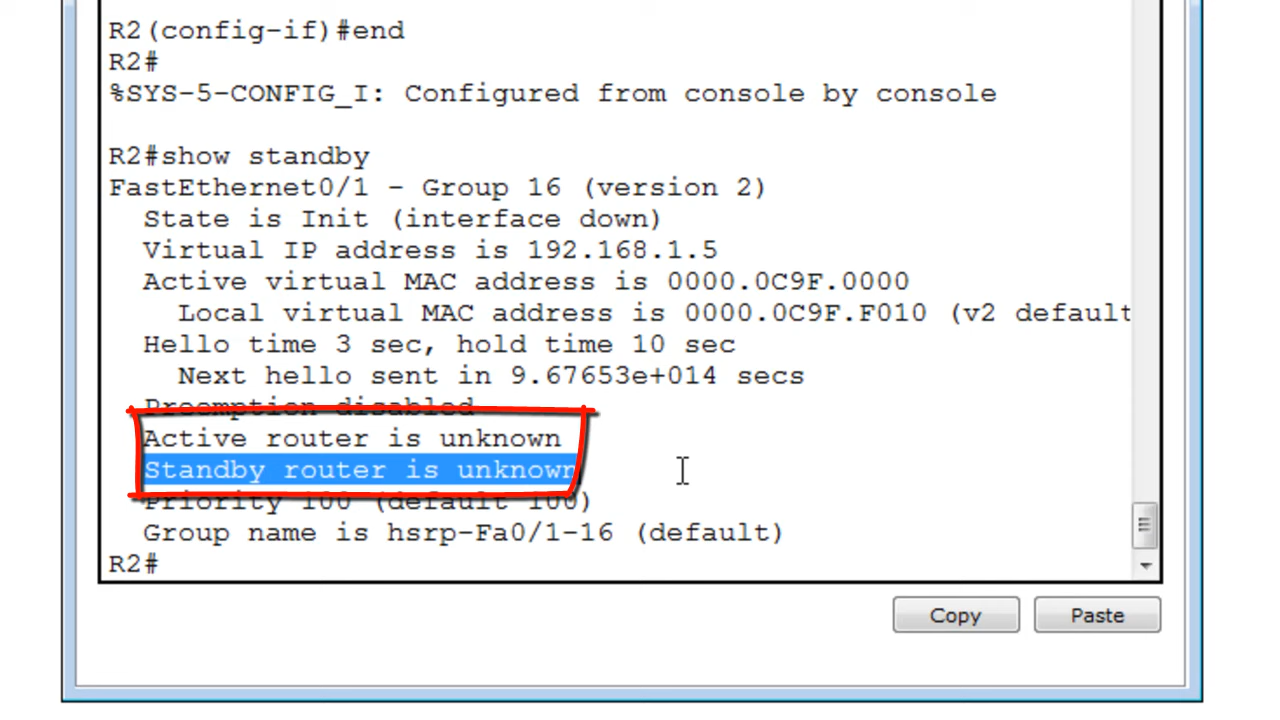 R2(config-if)#end
R2#
%SYS-5-CONFIG_I: Configured from console by console
R2#show standby
FastEthernet0/1 - Group 16 (version 2)
State is Init (interface down)
Virtual IP address is 192.168.1.5
Active virtual MAC address is 0000.0C9F.0000
Local virtual MAC address is 0000.0C9F.F010 (v2 default
Hello time 3 sec, hold time 10 sec
Next hello sent in 9.67653e+014 secs
Preemption disabled
Active router is unknown
Standby router is unknown
Priority 100 (default 100)
Group name is hsrp-Fa0/1-16 (default)
R2#
Copy Paste